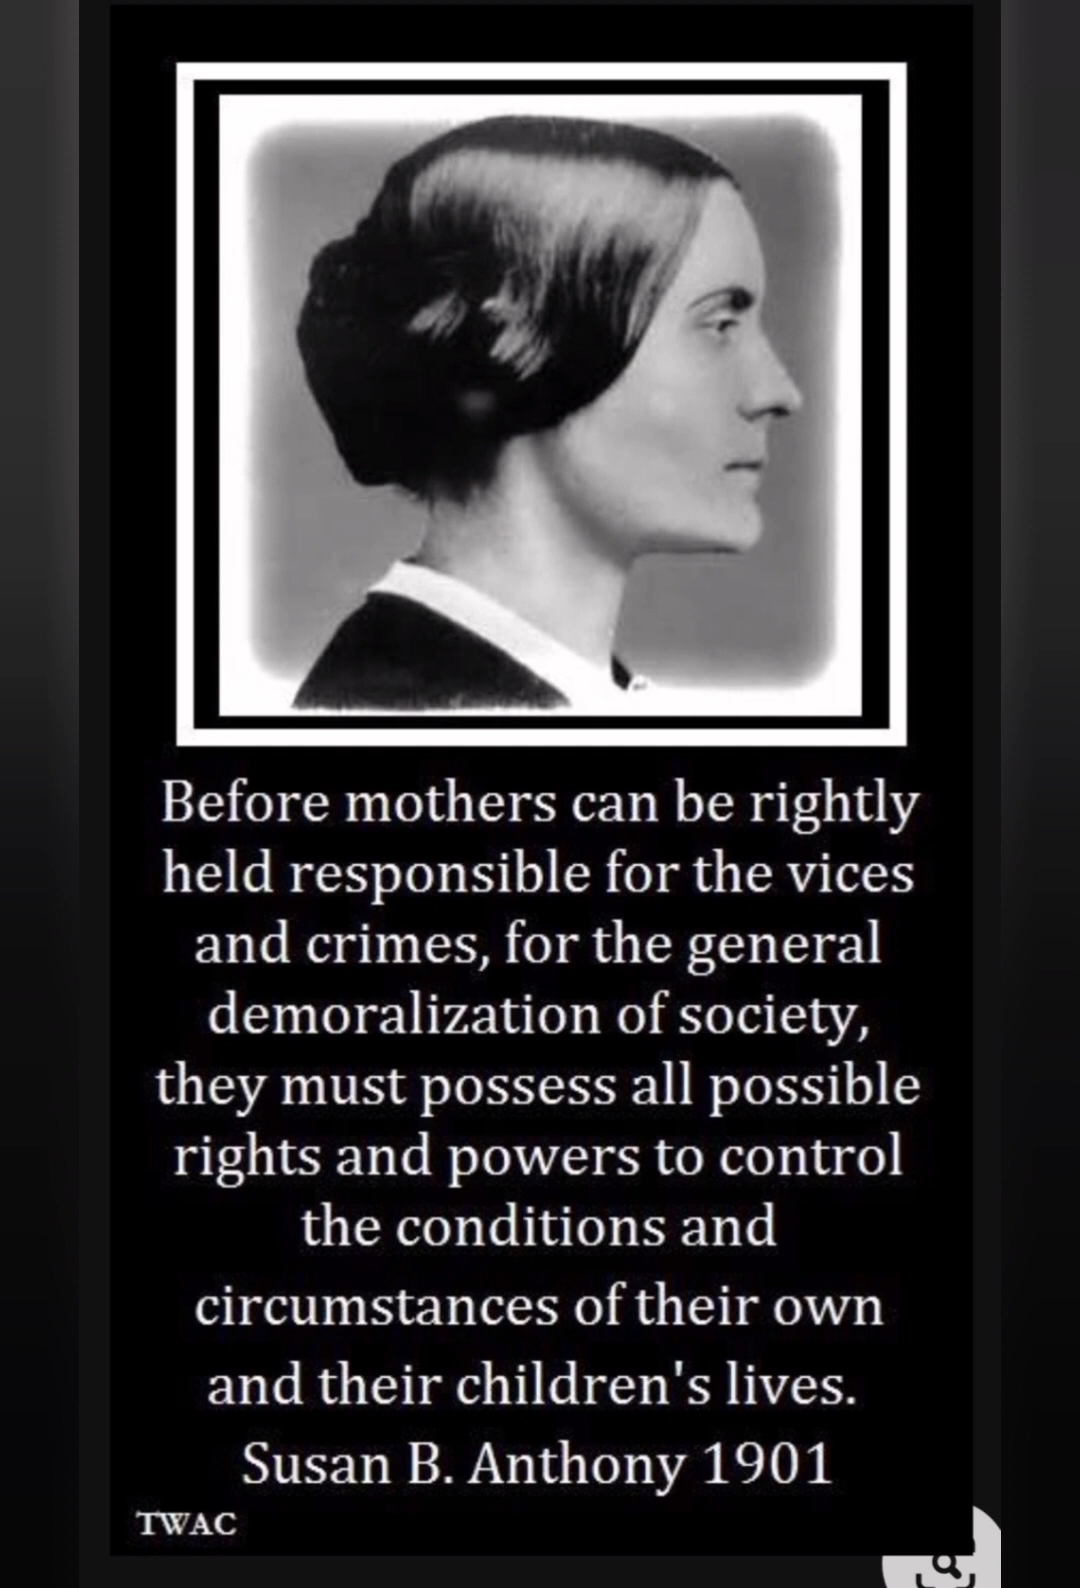 Before mothers can be rightly
held responsible for the vices
and crimes, for the general
demoralization of society,
they must possess all possible
rights and powers to control
the conditions and
circumstances of their own
and their children's lives.
Susan B. Anthony 1901
TWAC